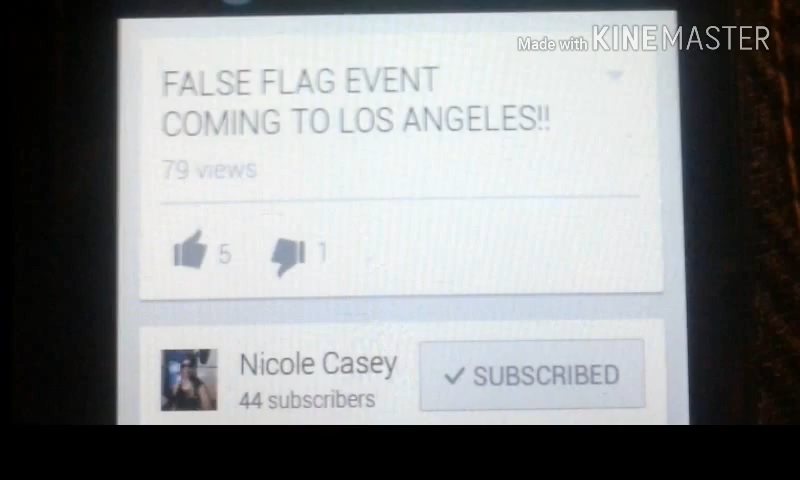 Made with KINEMASTER
FALSE FLAG EVENT
COMING TO LOS ANGELES!!
79 views
5
1
Nicole Casey
44 subscribers
SUBSCRIBED